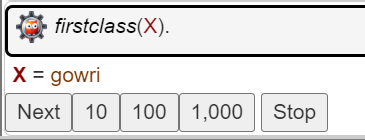 firstclass(X).
X = gowri
Next 10 100 1,000 Stop